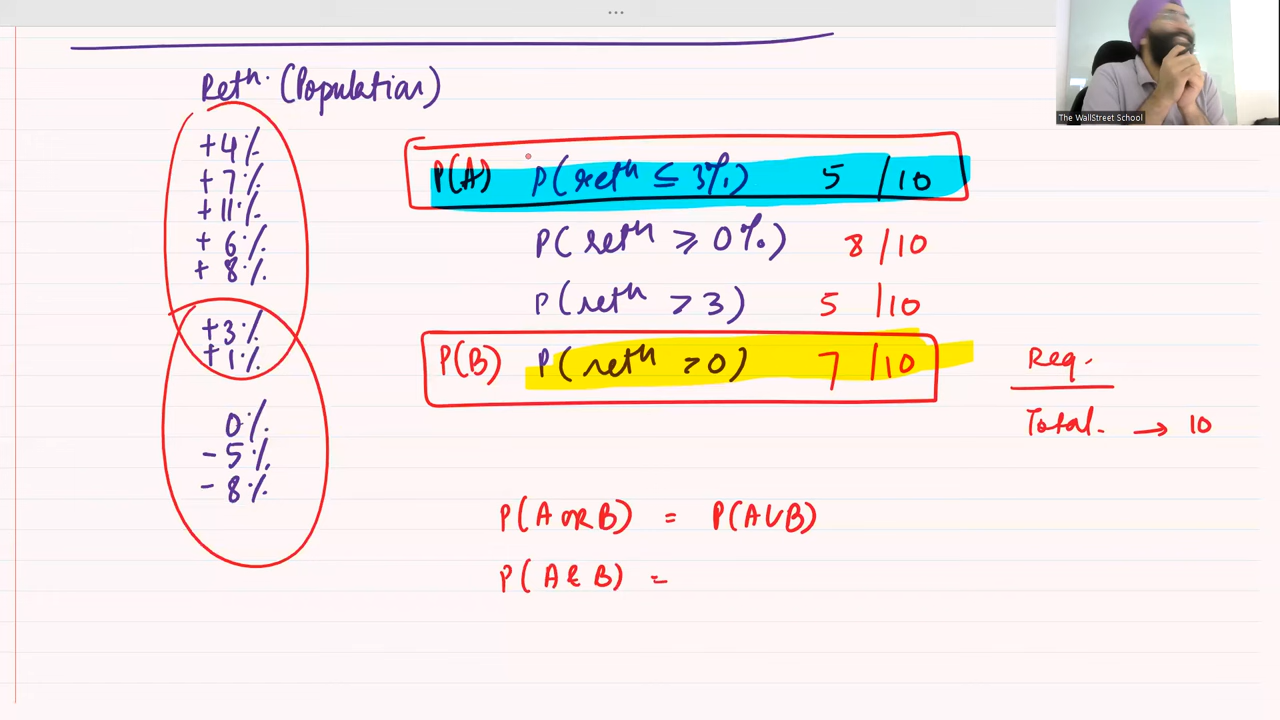 Retn. (Population)
+4%
+7%
+11%
+6%
+8%
+3%
+1%
0%
-5%
-8%
P(A) P(retn ≤ 3%) 5 /10
P(retn ≥ 0%) 8 /10
P(retn > 3) 5 /10
P(B) P(retn >0) 7 /10
Req.
Total. → 10
P(A OR B) = P(A∪B)
P(A & B) =
The WallStreet School